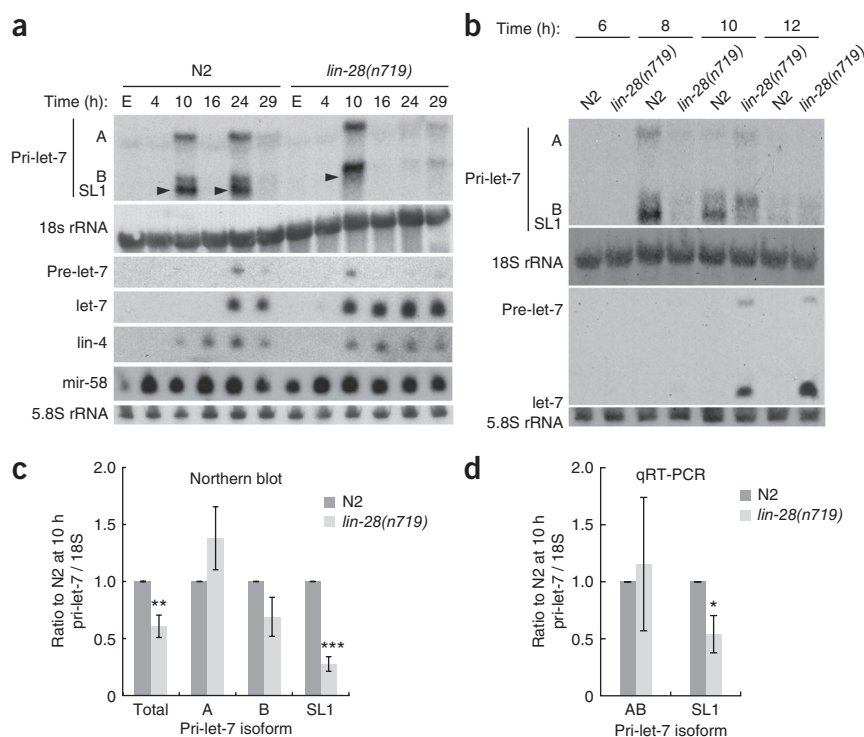 a
N2 lin-28(n719)
Time (h): E 4 10 16 24 29 E 4 10 16 24 29
Pri-let-7
A
B
SL1
18s rRNA
Pre-let-7
let-7
lin-4
mir-58
5.8S rRNA
b
Time (h): 6 8 10 12
N2 lin-28(n719) N2 lin-28(n719) N2 lin-28(n719) N2 lin-28(n719)
Pri-let-7
A
B
SL1
18S rRNA
Pre-let-7
let-7
5.8S rRNA
c
Northern blot
N2
lin-28(n719)
Ratio to N2 at 10 h
pri-let-7 / 18S
2.0
1.5
1.0
0.5
0
**
***
Total A B SL1
Pri-let-7 isoform
d
qRT-PCR
N2
lin-28(n719)
Ratio to N2 at 10 h
pri-let-7 / 18S
2.0
1.5
1.0
0.5
0
*
AB SL1
Pri-let-7 isoform